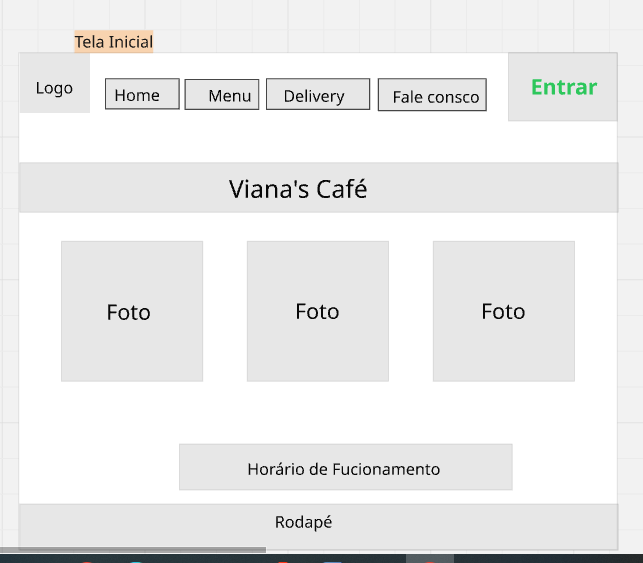 Tela Inicial
Logo
Home
Menu
Delivery
Fale consco
Entrar
Viana's Café
Foto
Foto
Foto
Horário de Fucionamento
Rodapé